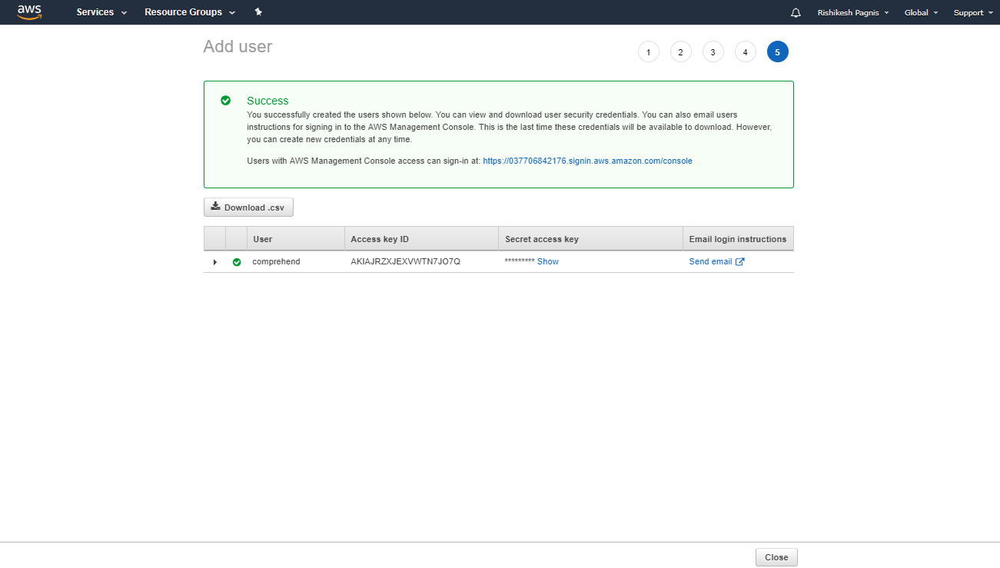 aws Services Resource Groups Rishikesh Pagnis Global Support
Add user
1 2 3 4 5
Success
You successfully created the users shown below. You can view and download user security credentials. You can also email users
instructions for signing in to the AWS Management Console. This is the last time these credentials will be available to download. However,
you can create new credentials at any time.
Users with AWS Management Console access can sign-in at: https://037706842176.signin.aws.amazon.com/console
Download .csv
User Access key ID Secret access key Email login instructions
comprehend AKIAJRZXJEXVWTN7JO7Q ********* Show Send email
Close